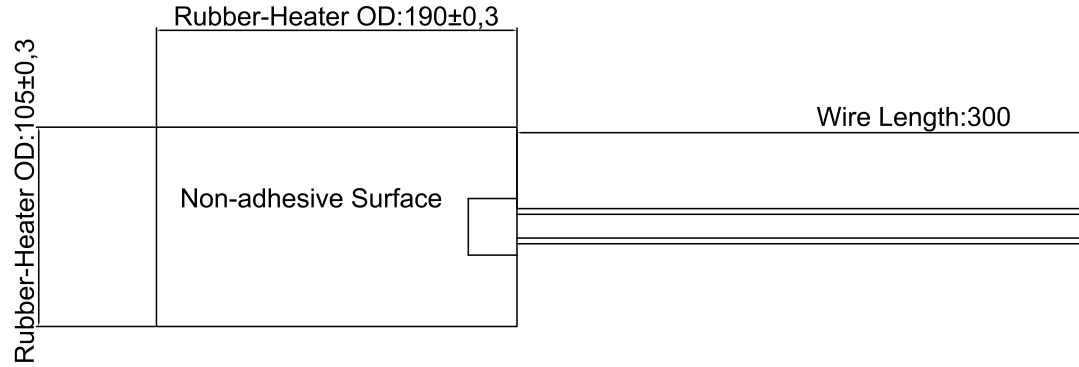 Rubber-Heater OD:190±0,3
Rubber-Heater OD:105±0,3
Wire Length:300
Non-adhesive Surface